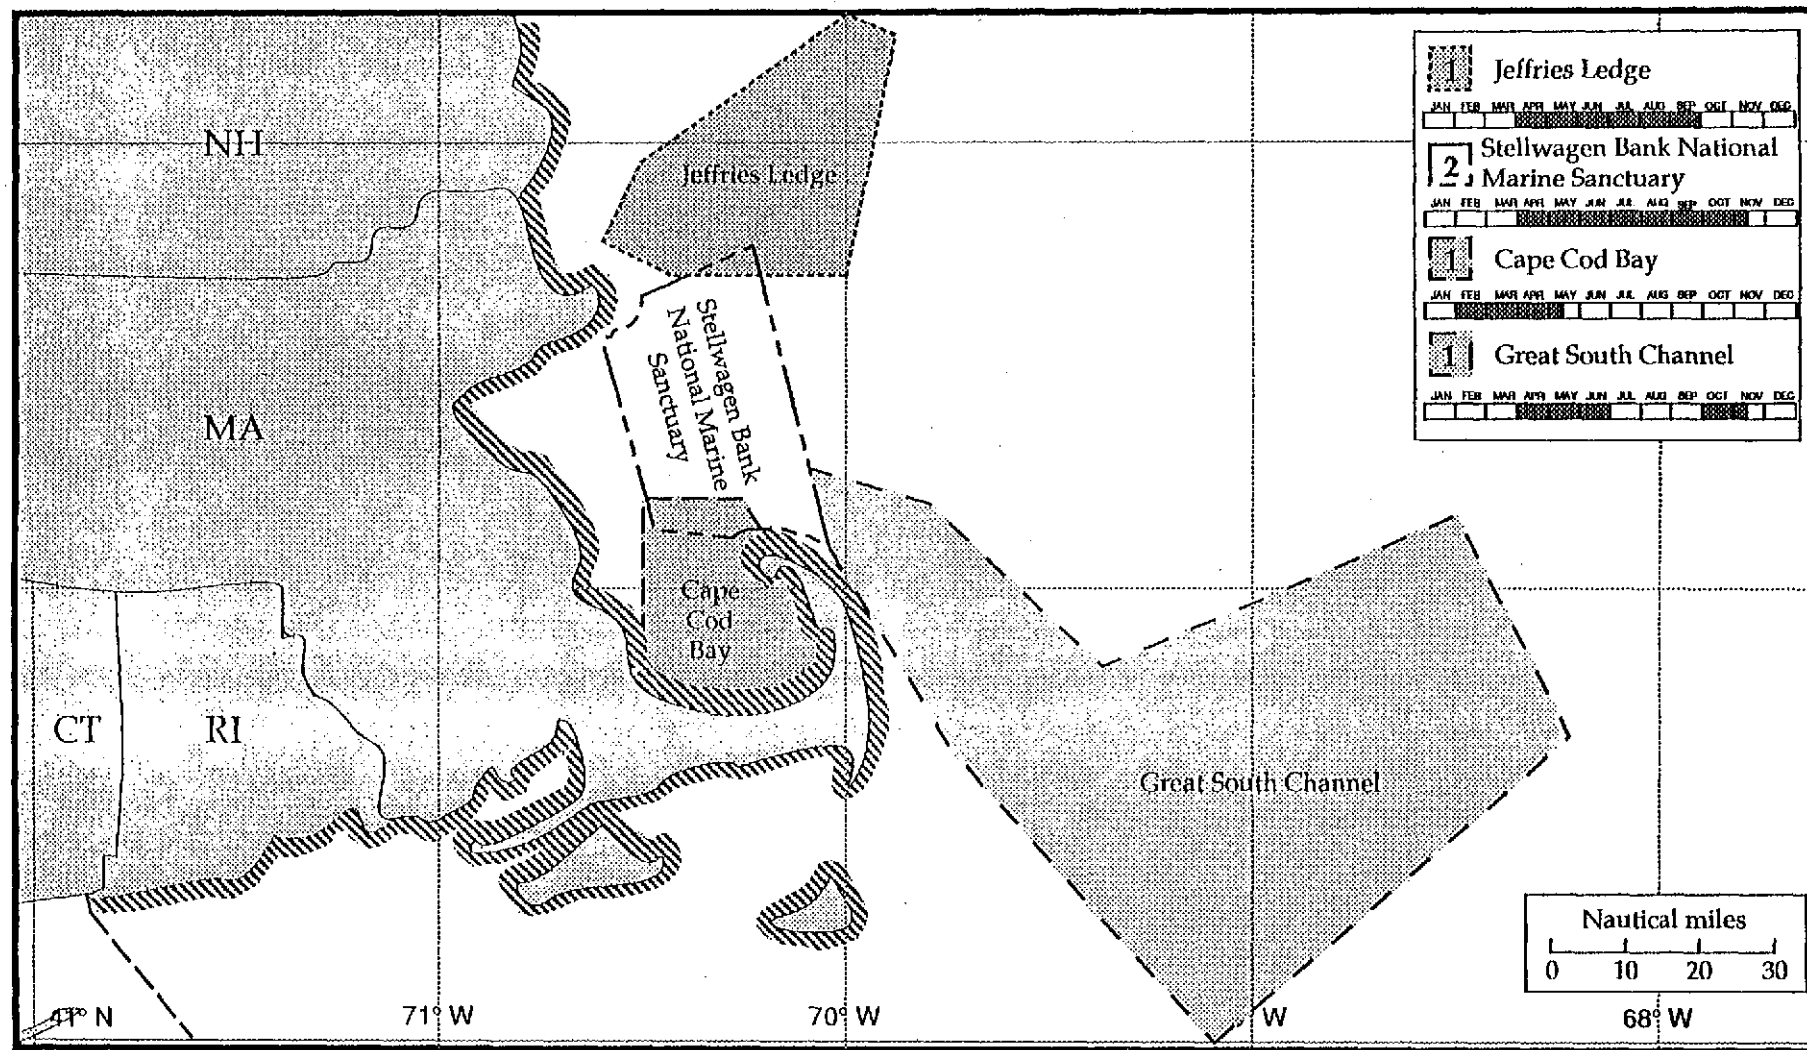 NH
MA
CT
RI
Jeffries Ledge
Stellwagen Bank
National Marine
Sanctuary
Cape
Cod
Bay
Great South Channel
1 Jeffries Ledge
JAN FEB MAR APR MAY JUN JUL AUG SEP OCT NOV DEC
2 Stellwagen Bank National
Marine Sanctuary
JAN FEB MAR APR MAY JUN JUL AUG SEP OCT NOV DEC
1 Cape Cod Bay
JAN FEB MAR APR MAY JUN JUL AUG SEP OCT NOV DEC
1 Great South Channel
JAN FEB MAR APR MAY JUN JUL AUG SEP OCT NOV DEC
Nautical miles
0 10 20 30
41° N
71° W
70° W
W
68° W